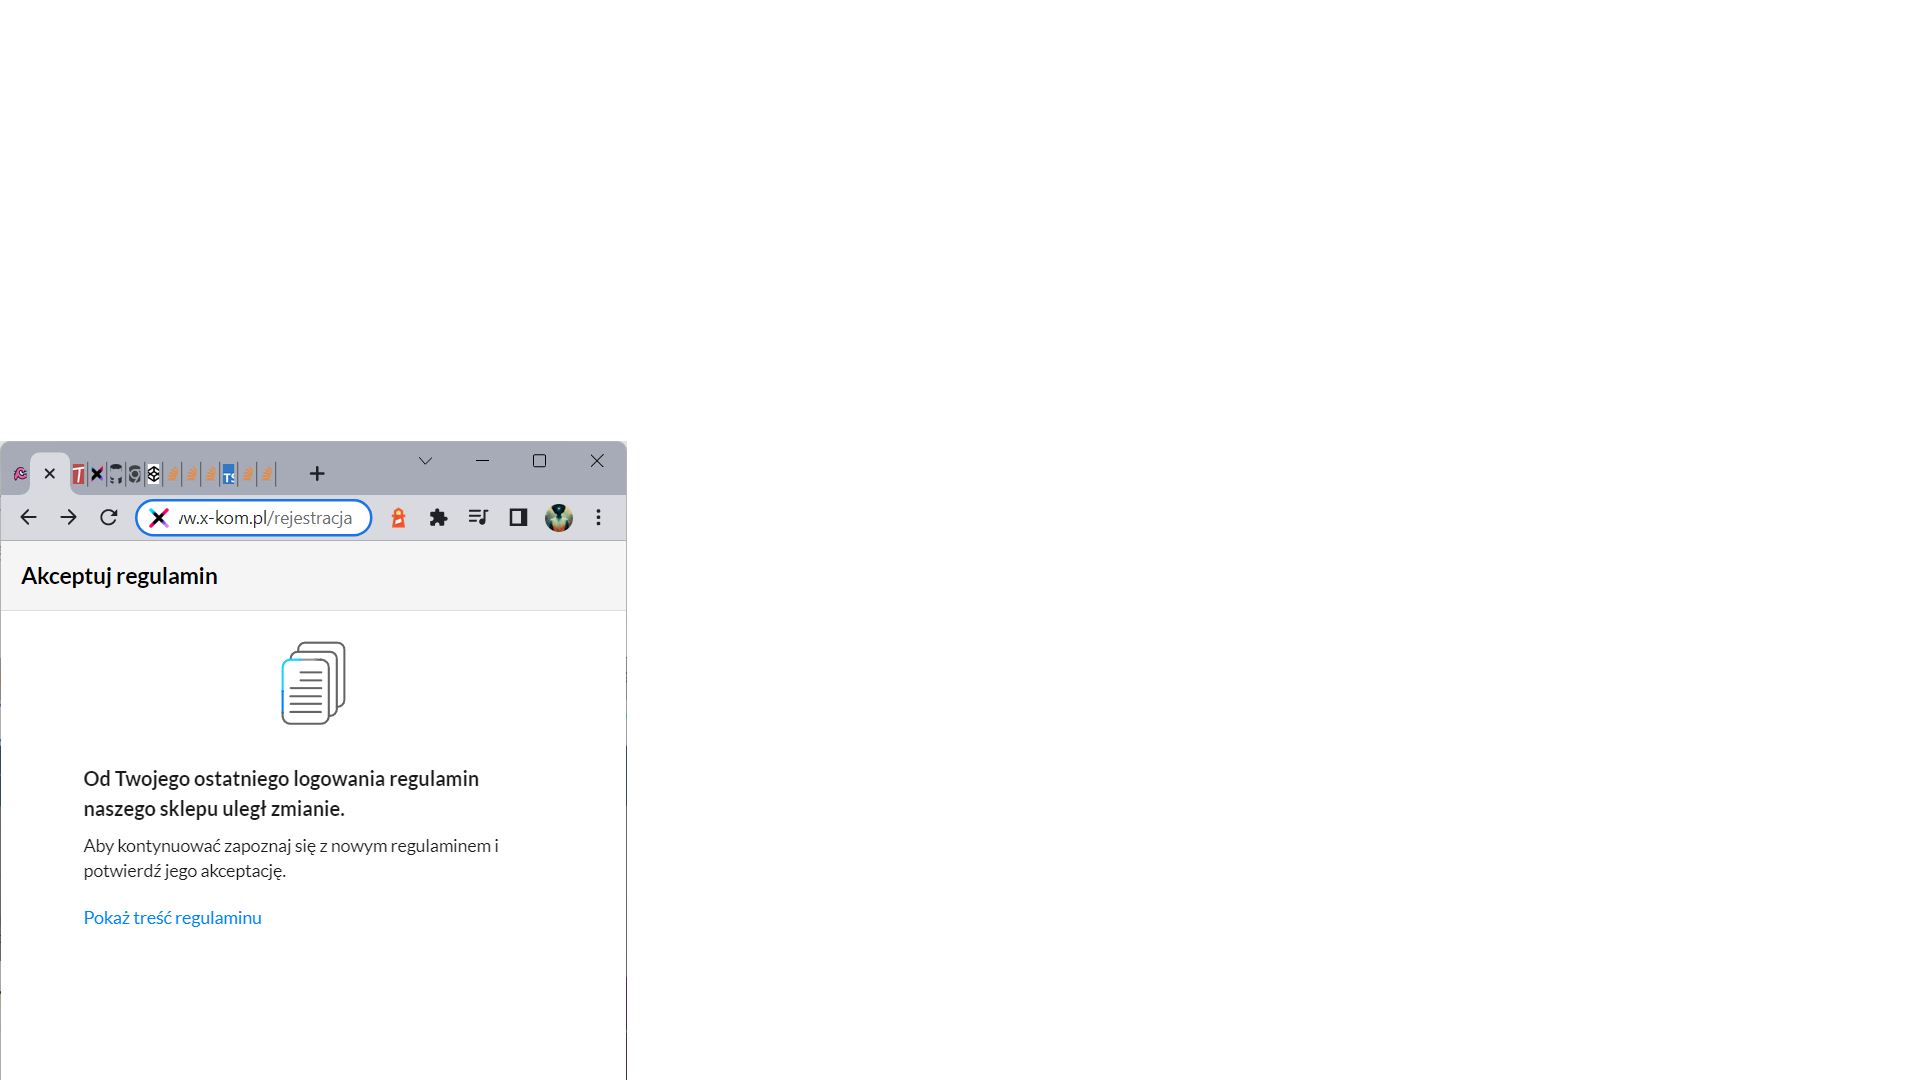 w.x-kom.pl/rejestracja
Akceptuj regulamin
Od Twojego ostatniego logowania regulamin
naszego sklepu uległ zmianie.
Aby kontynuować zapoznaj się z nowym regulaminem i
potwierdź jego akceptację.
Pokaż treść regulaminu